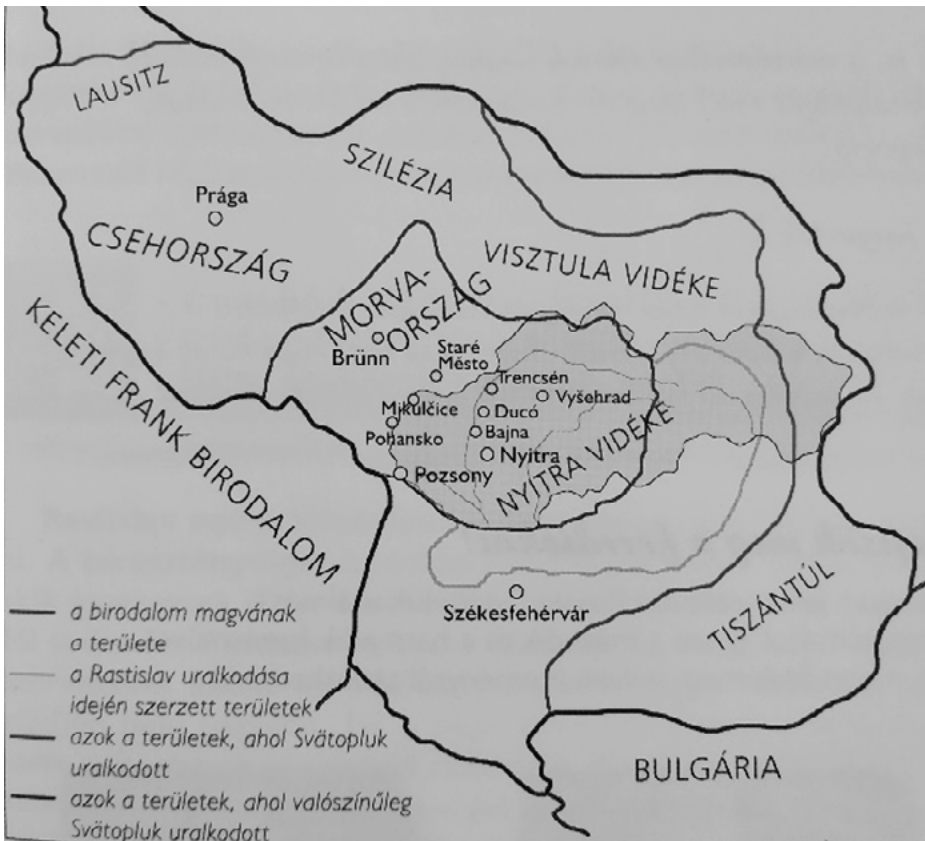 LAUSITZ
SZILÉZIA
Prága
CSEHORSZÁG
VISZTULA VIDÉKE
MORVA-
ORSZÁG
Brünn
KELETI FRANK BIRODALOM
Staré
Město
Trencsén
Vyšehrad
Mikulčice
Ducó
Pohansko
Bajna
Nyitra
Pozsony
NYITRA VIDÉKE
Székesfehérvár
TISZÁNTÚL
BULGÁRIA
a birodalom magvának
a területe
a Rastislav uralkodása
idején szerzett területek
azok a területek, ahol Svätopluk
uralkodott
azok a területek, ahol valószínűleg
Svätopluk uralkodott